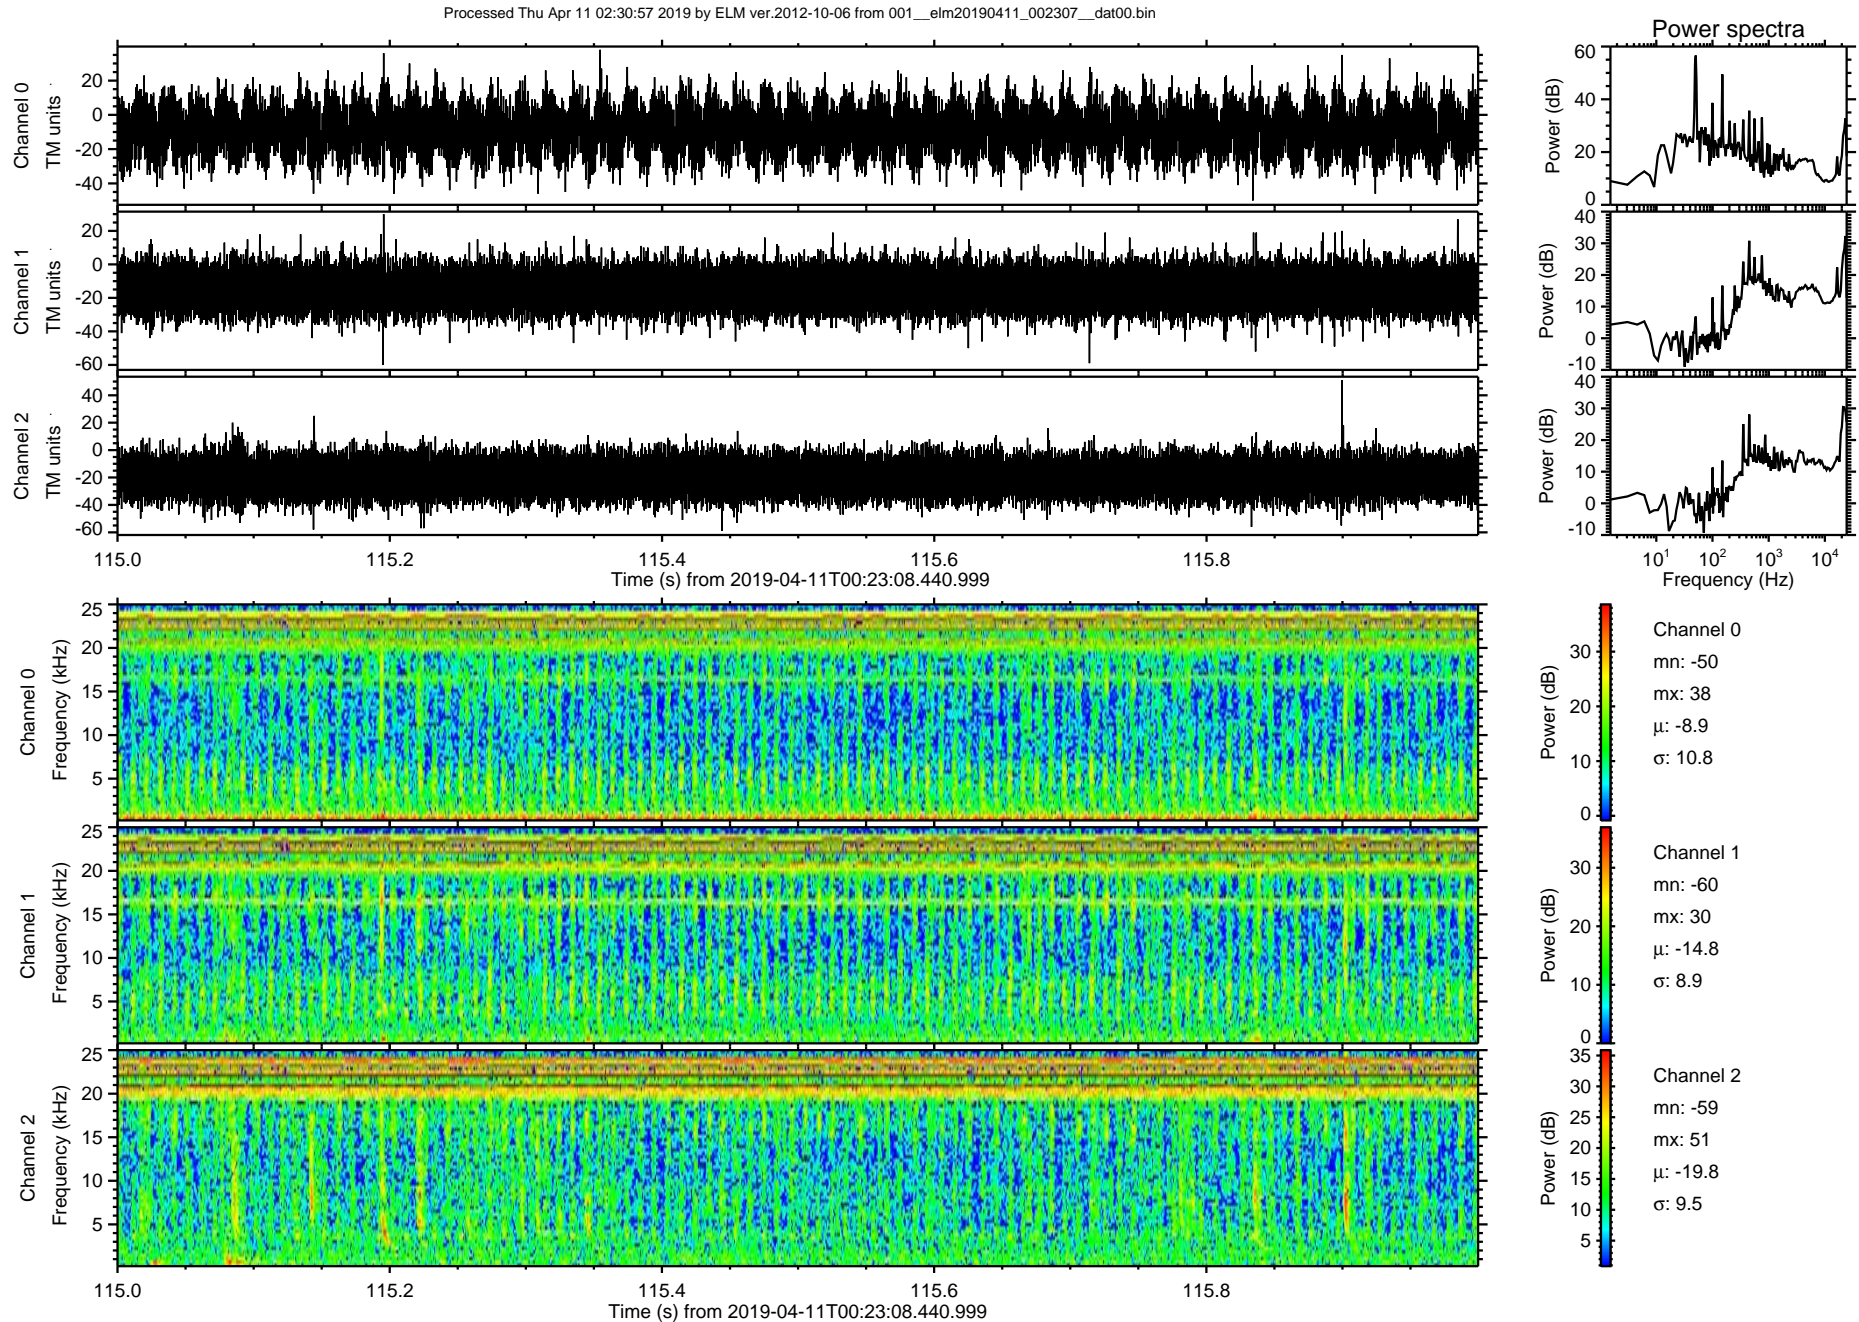 Processed Thu Apr 11 02:30:57 2019 by ELM ver.2012-10-06 from 001__elm20190411_002307__dat00.bin
Power spectra
Channel 0
TM units
20
0
-20
-40
Power (dB)
60
40
20
0
Channel 1
TM units
20
0
-20
-40
-60
Power (dB)
40
30
20
10
0
-10
Channel 2
TM units
40
20
0
-20
-40
-60
Power (dB)
40
30
20
10
0
-10
115.0 115.2 115.4 115.6 115.8
Time (s) from 2019-04-11T00:23:08.440.999
10^1 10^2 10^3 10^4
Frequency (Hz)
Channel 0
Frequency (kHz)
25
20
15
10
5
Power (dB)
30
20
10
0
Channel 0
mn: -50
mx: 38
μ: -8.9
σ: 10.8
Channel 1
Frequency (kHz)
25
20
15
10
5
Power (dB)
30
20
10
0
Channel 1
mn: -60
mx: 30
μ: -14.8
σ: 8.9
Channel 2
Frequency (kHz)
25
20
15
10
5
Power (dB)
35
30
25
20
15
10
5
Channel 2
mn: -59
mx: 51
μ: -19.8
σ: 9.5
115.0 115.2 115.4 115.6 115.8
Time (s) from 2019-04-11T00:23:08.440.999